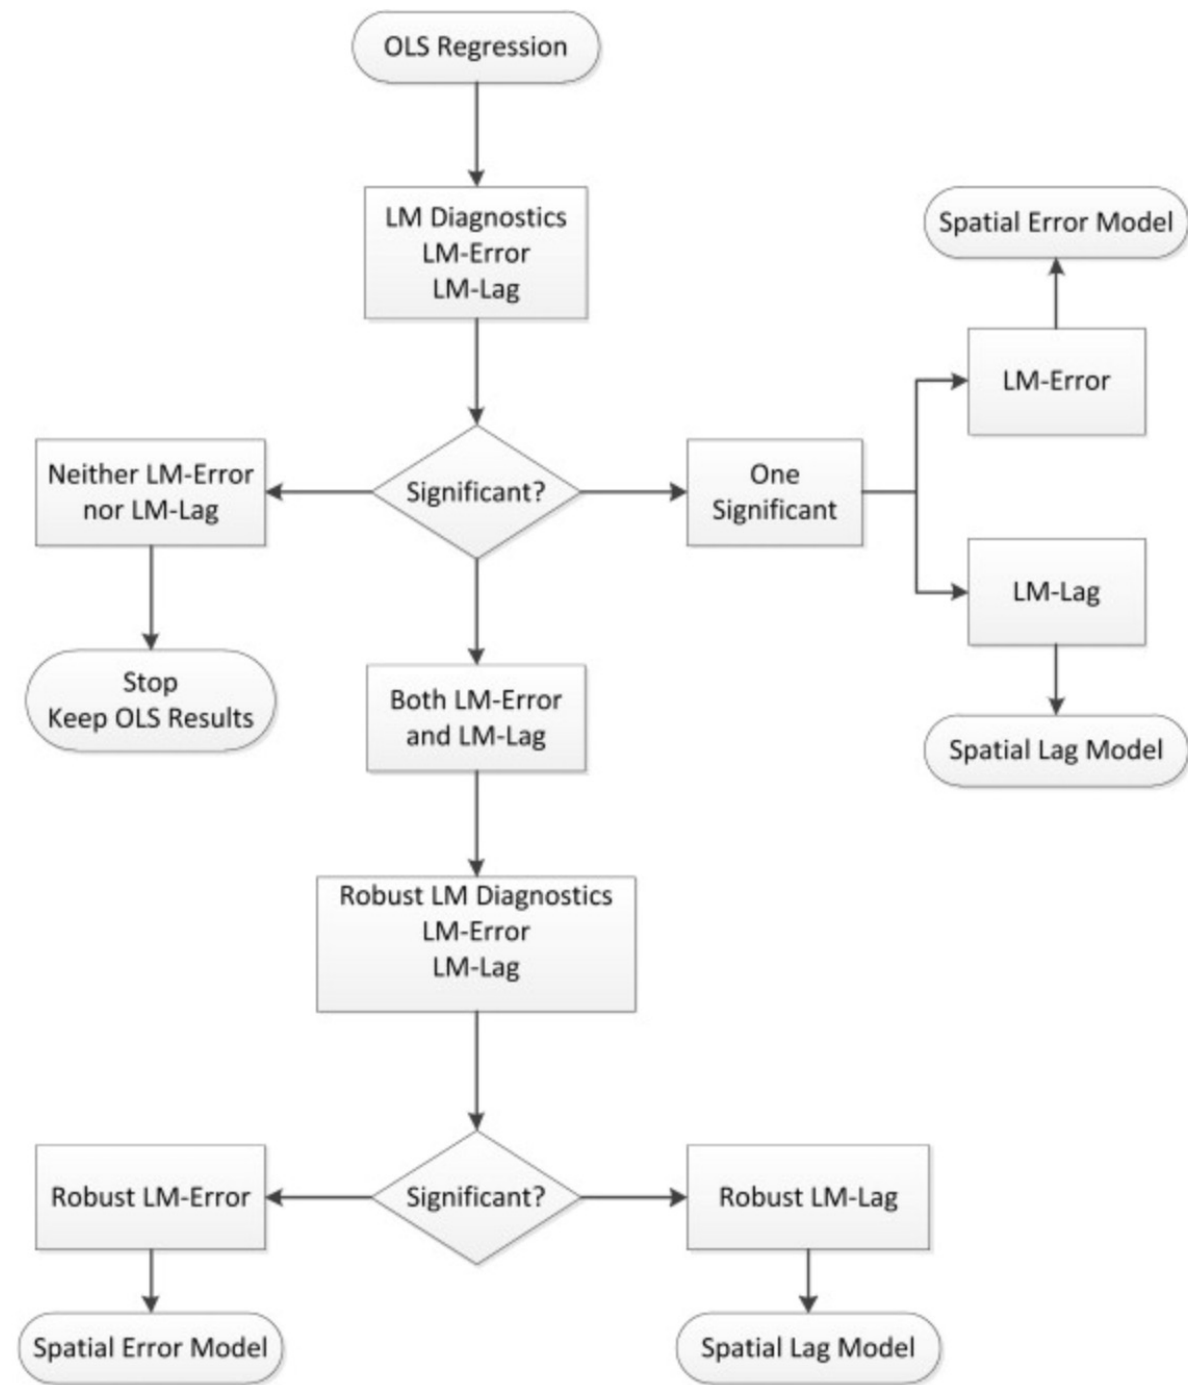 OLS Regression
LM Diagnostics
LM-Error
LM-Lag
Spatial Error Model
LM-Error
Neither LM-Error
nor LM-Lag
Significant?
One
Significant
LM-Lag
Stop
Keep OLS Results
Both LM-Error
and LM-Lag
Spatial Lag Model
Robust LM Diagnostics
LM-Error
LM-Lag
Robust LM-Error
Significant?
Robust LM-Lag
Spatial Error Model
Spatial Lag Model